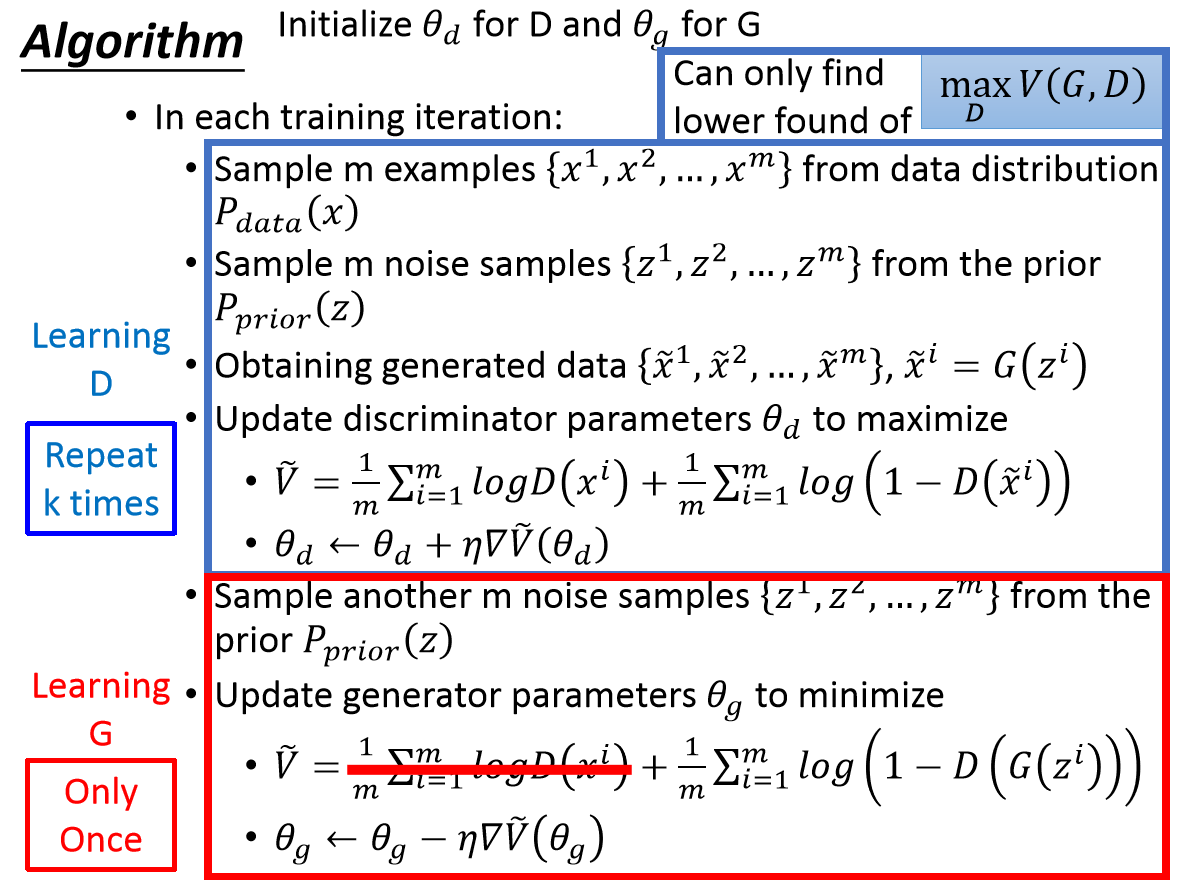 Algorithm
Initialize θ_d for D and θ_g for G
Can only find
lower found of
max_D V(G, D)
• In each training iteration:
• Sample m examples {x^1, x^2, … , x^m} from data distribution
P_data(x)
• Sample m noise samples {z^1, z^2, … , z^m} from the prior
P_prior(z)
Learning
D
• Obtaining generated data {x̃^1, x̃^2, … , x̃^m}, x̃^i = G(z^i)
• Update discriminator parameters θ_d to maximize
Repeat
k times
• Ṽ = 1/m ∑_{i=1}^m logD(x^i) + 1/m ∑_{i=1}^m log(1 − D(x̃^i))
• θ_d ← θ_d + η∇Ṽ(θ_d)
• Sample another m noise samples {z^1, z^2, … , z^m} from the
prior P_prior(z)
Learning
G
• Update generator parameters θ_g to minimize
Only
Once
• Ṽ = 1/m ∑_{i=1}^m logD(x^i) + 1/m ∑_{i=1}^m log(1 − D(G(z^i)))
• θ_g ← θ_g − η∇Ṽ(θ_g)